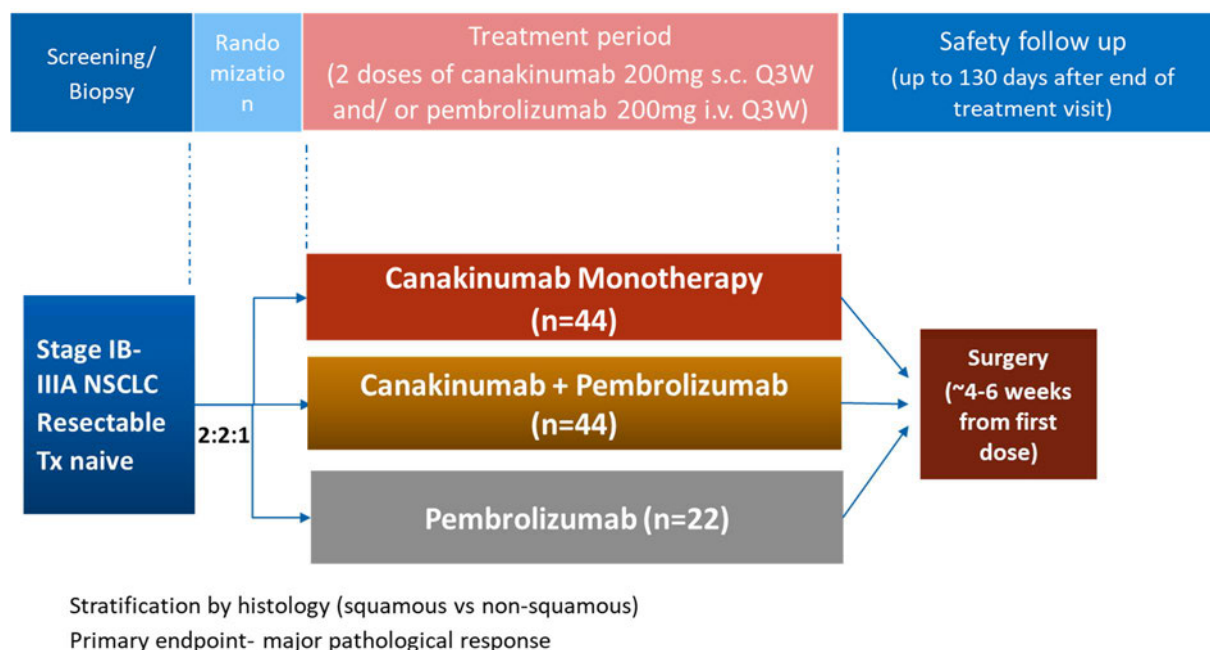 Screening/
Biopsy
Rando
mizatio
n
Treatment period
(2 doses of canakinumab 200mg s.c. Q3W
and/ or pembrolizumab 200mg i.v. Q3W)
Safety follow up
(up to 130 days after end of
treatment visit)
Stage IB-
IIIA NSCLC
Resectable
Tx naive
2:2:1
Canakinumab Monotherapy
(n=44)
Canakinumab + Pembrolizumab
(n=44)
Pembrolizumab (n=22)
Surgery
(~4-6 weeks
from first
dose)
Stratification by histology (squamous vs non-squamous)
Primary endpoint- major pathological response